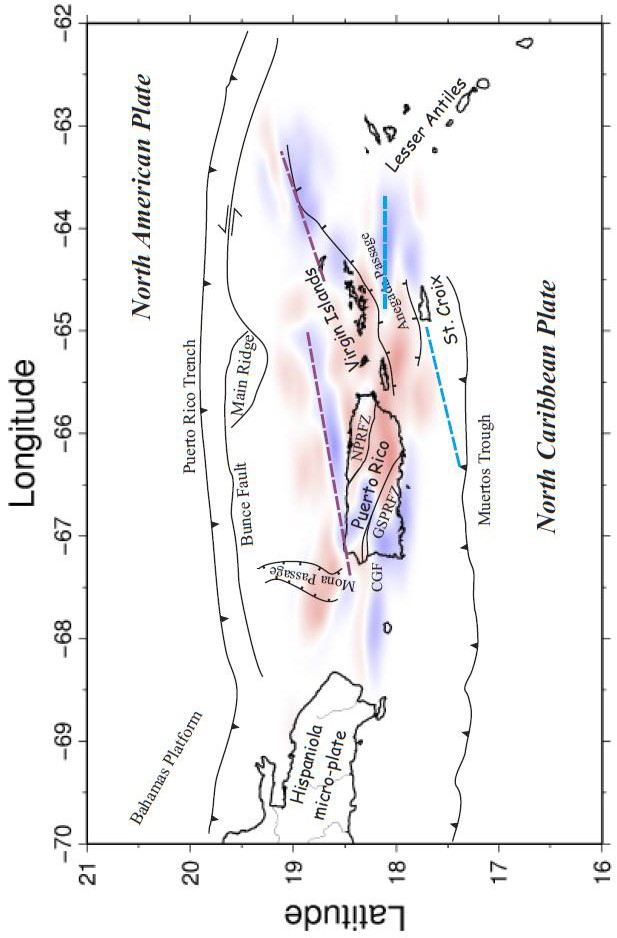 Longitude
−70
−69
−68
−67
−66
−65
−64
−63
−62
21
20
19
18
17
16
Latitude
North American Plate
Bahamas Platform
Puerto Rico Trench
Bunce Fault
Main Ridge
Mona Passage
Hispaniola
micro-plate
Virgin Islands
NPRFZ
Puerto Rico
GSPRFZ
CGF
Anegada Passage
St. Croix
Lesser Antiles
Muertos Trough
North Caribbean Plate